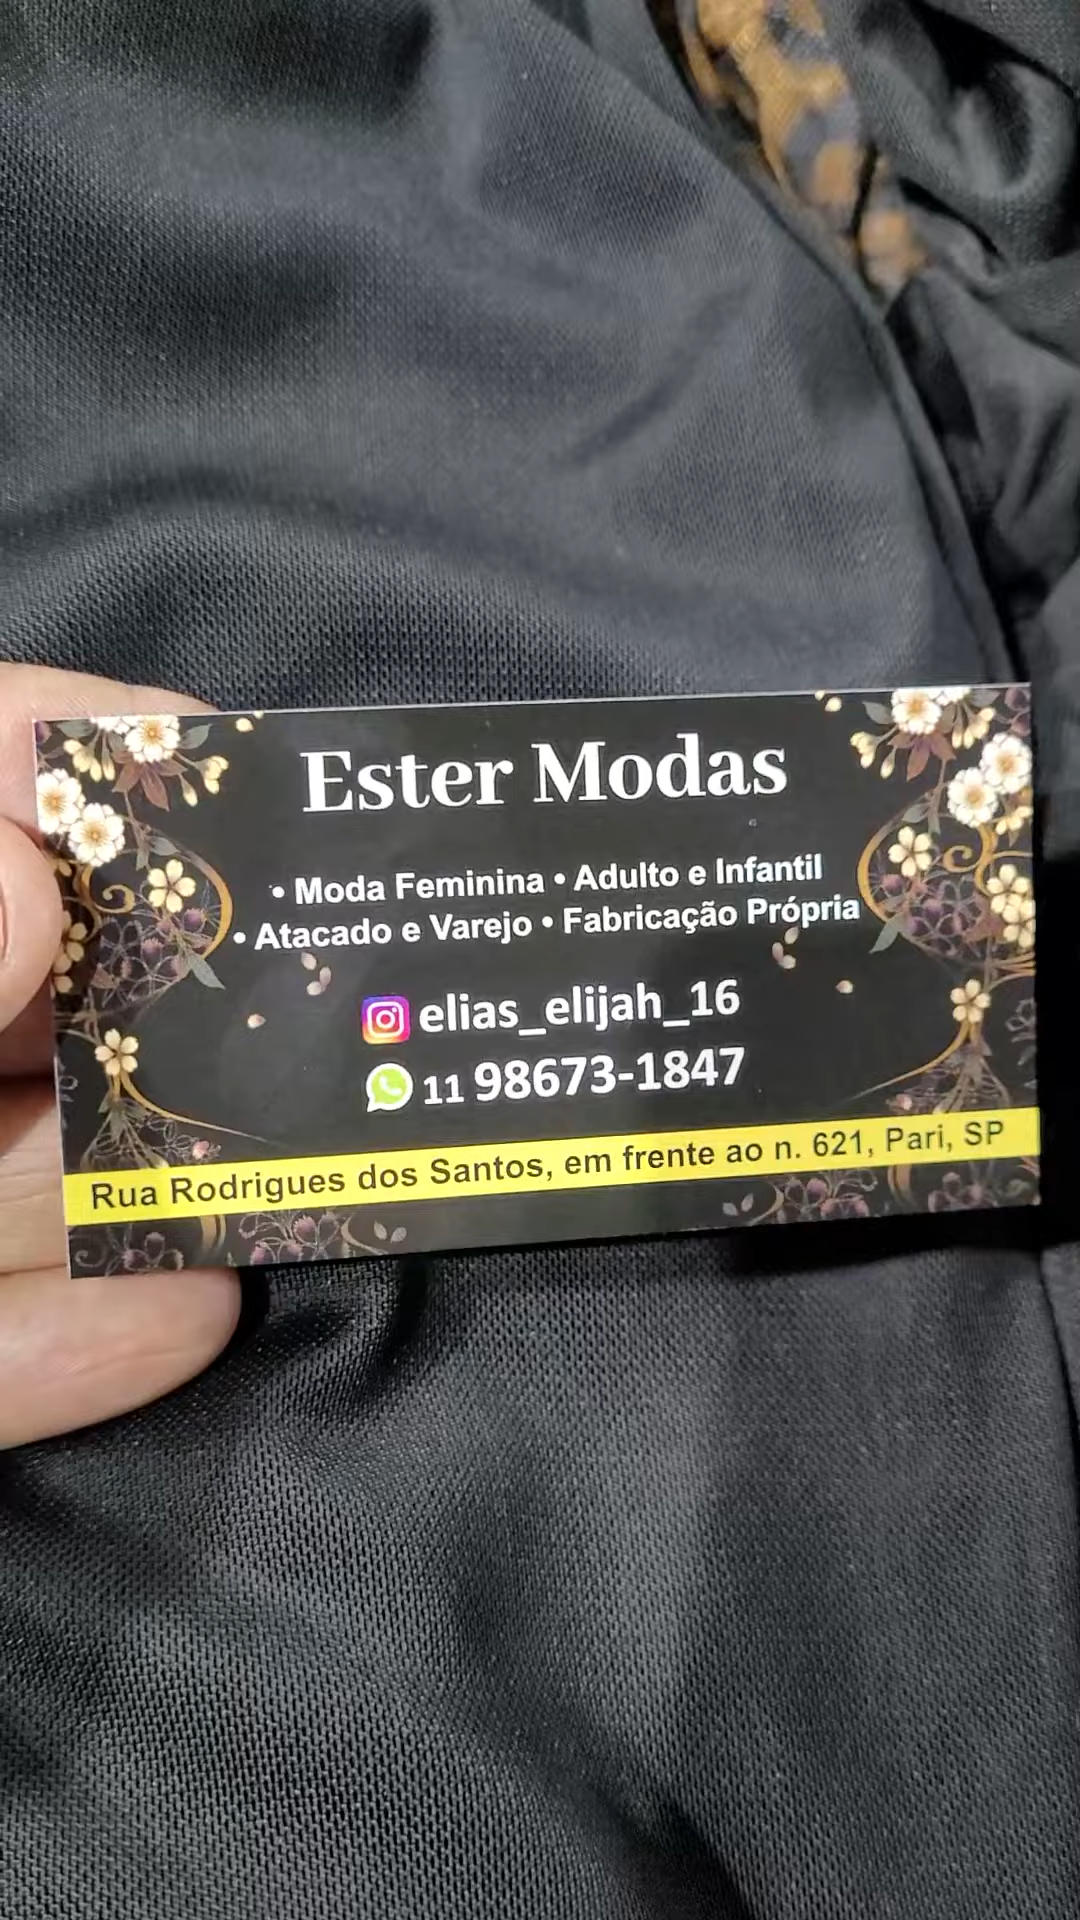 Ester Modas
• Moda Feminina • Adulto e Infantil
• Atacado e Varejo • Fabricação Própria
elias_elijah_16
11 98673-1847
Rua Rodrigues dos Santos, em frente ao n. 621, Pari, SP